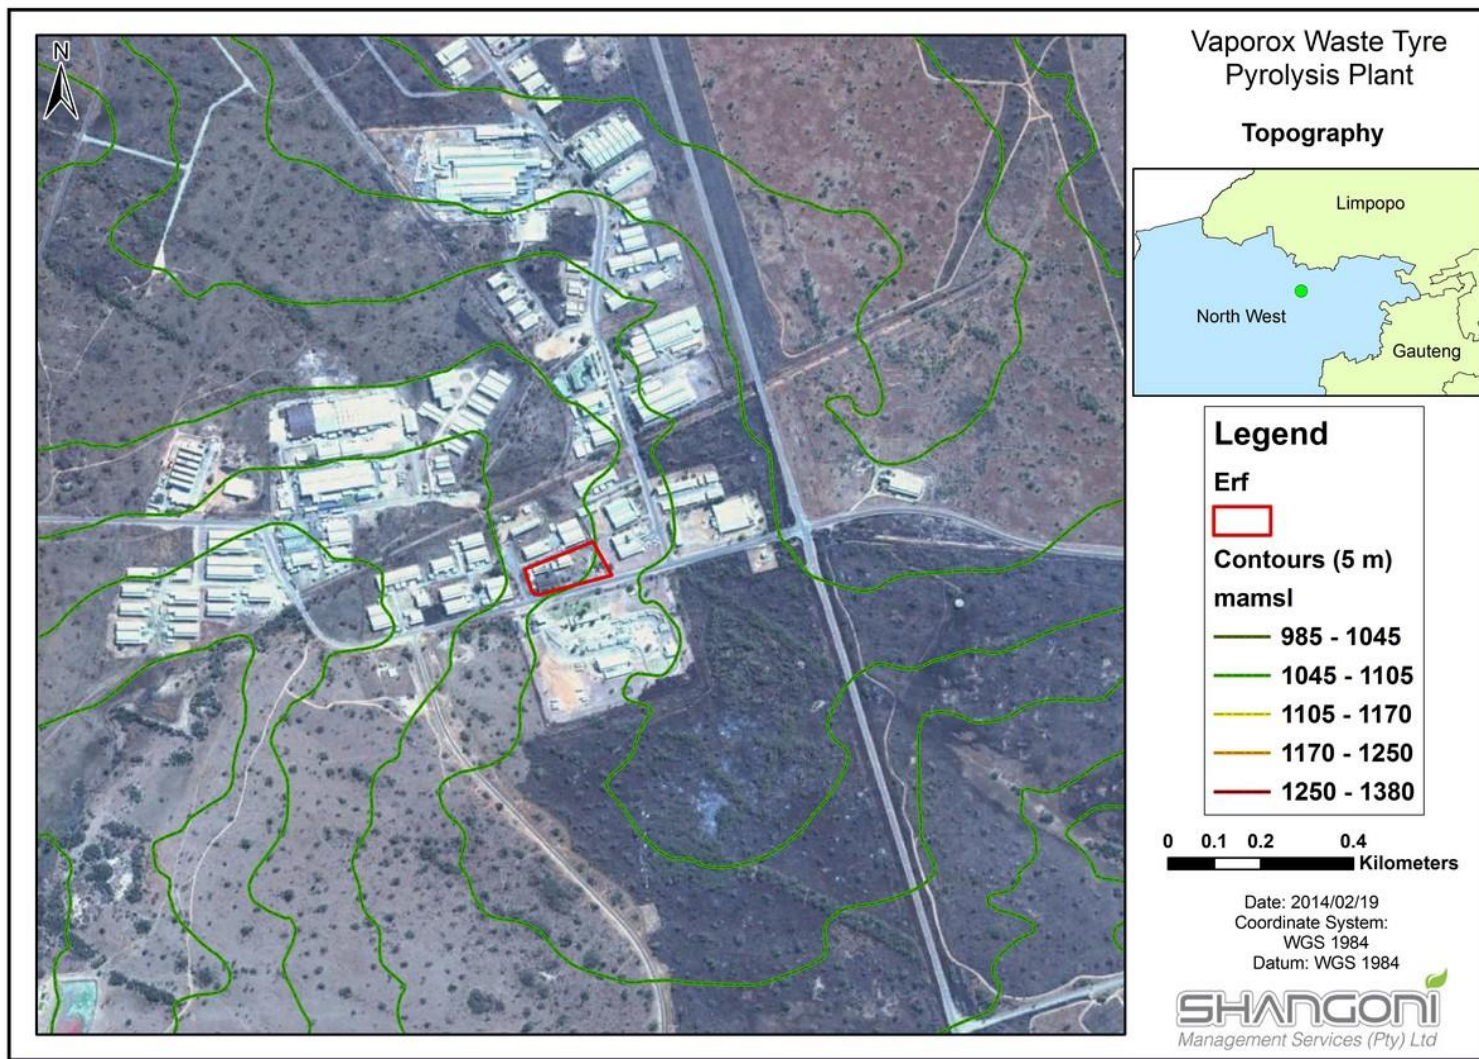 N
Vaporox Waste Tyre
Pyrolysis Plant
Topography
Limpopo
North West
Gauteng
Legend
Erf
Contours (5 m)
mamsl
985 - 1045
1045 - 1105
1105 - 1170
1170 - 1250
1250 - 1380
0 0.1 0.2 0.4
Kilometers
Date: 2014/02/19
Coordinate System:
WGS 1984
Datum: WGS 1984
SHANGONI
Management Services (Pty) Ltd